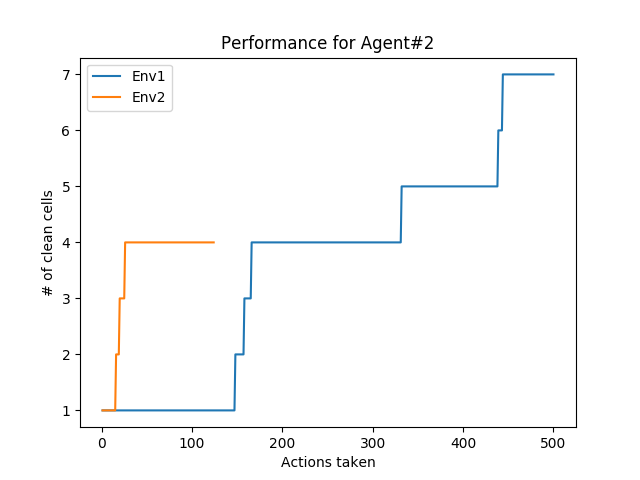 Performance for Agent#2
Env1
Env2
# of clean cells
7
6
5
4
3
2
1
0 100 200 300 400 500
Actions taken